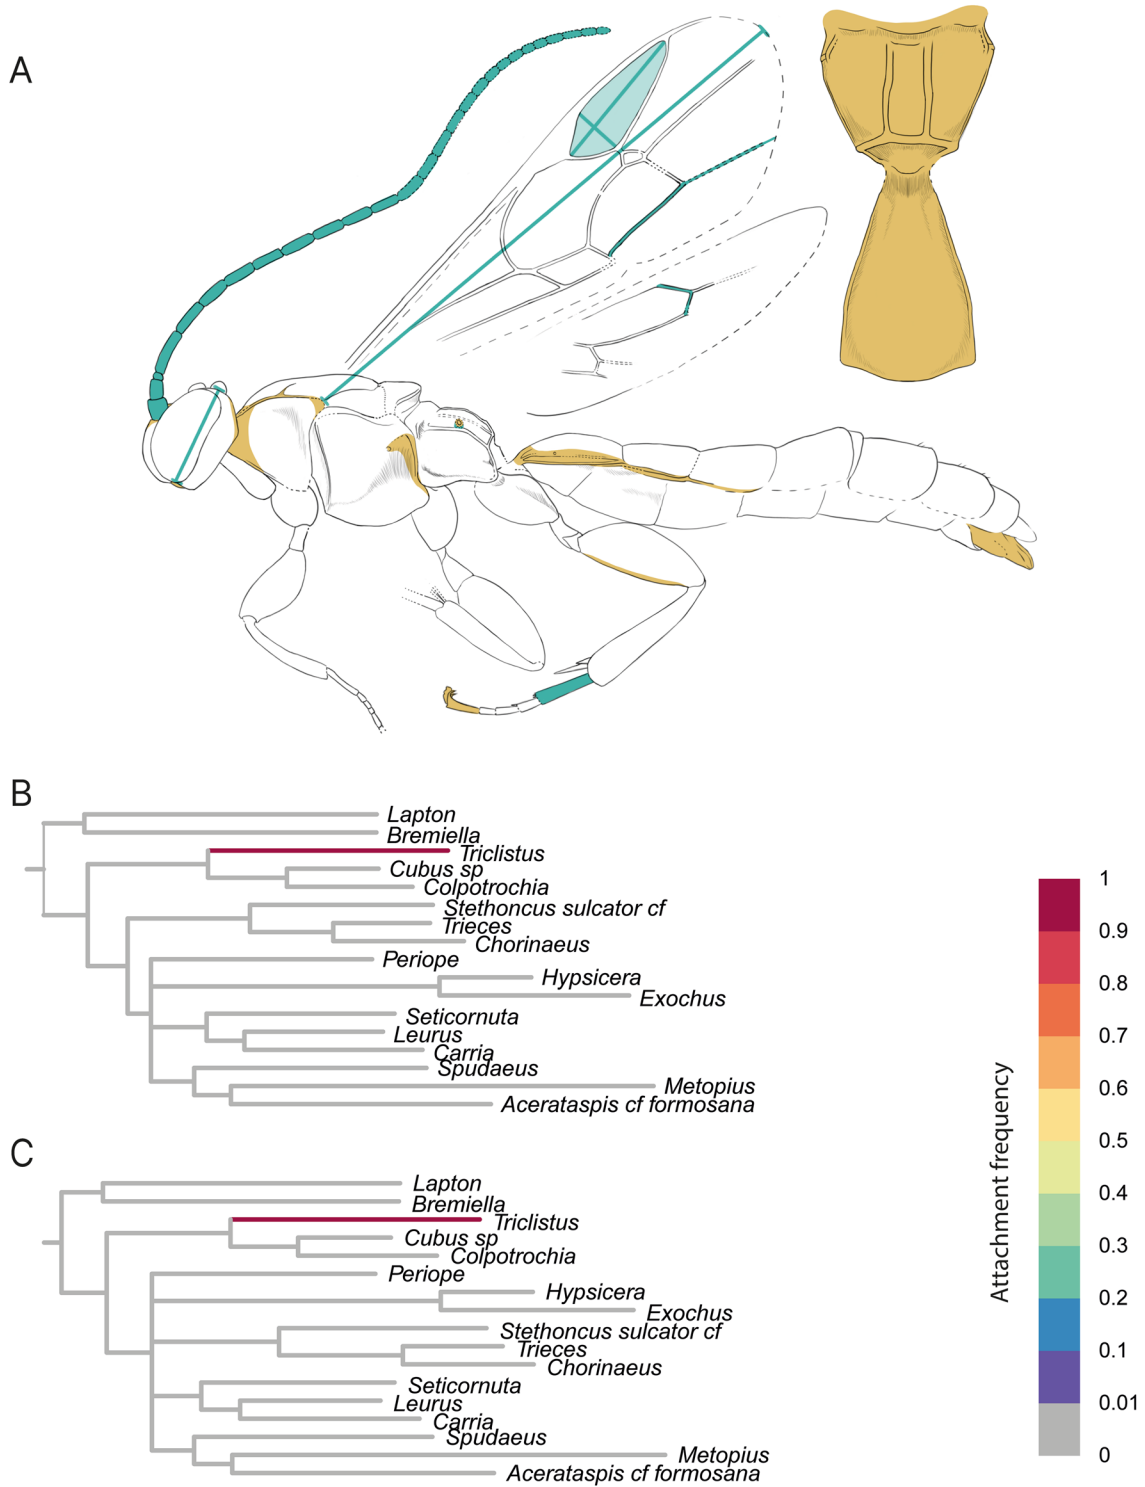 A
B
Lapton
Bremiella
Triclistus
Cubus sp
Colpotrochia
Stethoncus sulcator cf
Trieces
Chorinaeus
Periope
Hypsicera
Exochus
Seticornuta
Leurus
Carria
Spudaeus
Metopius
Acerataspis cf formosana
C
Lapton
Bremiella
Triclistus
Cubus sp
Colpotrochia
Periope
Hypsicera
Exochus
Stethoncus sulcator cf
Trieces
Chorinaeus
Seticornuta
Leurus
Carria
Spudaeus
Metopius
Acerataspis cf formosana
Attachment frequency
1
0.9
0.8
0.7
0.6
0.5
0.4
0.3
0.2
0.1
0.01
0